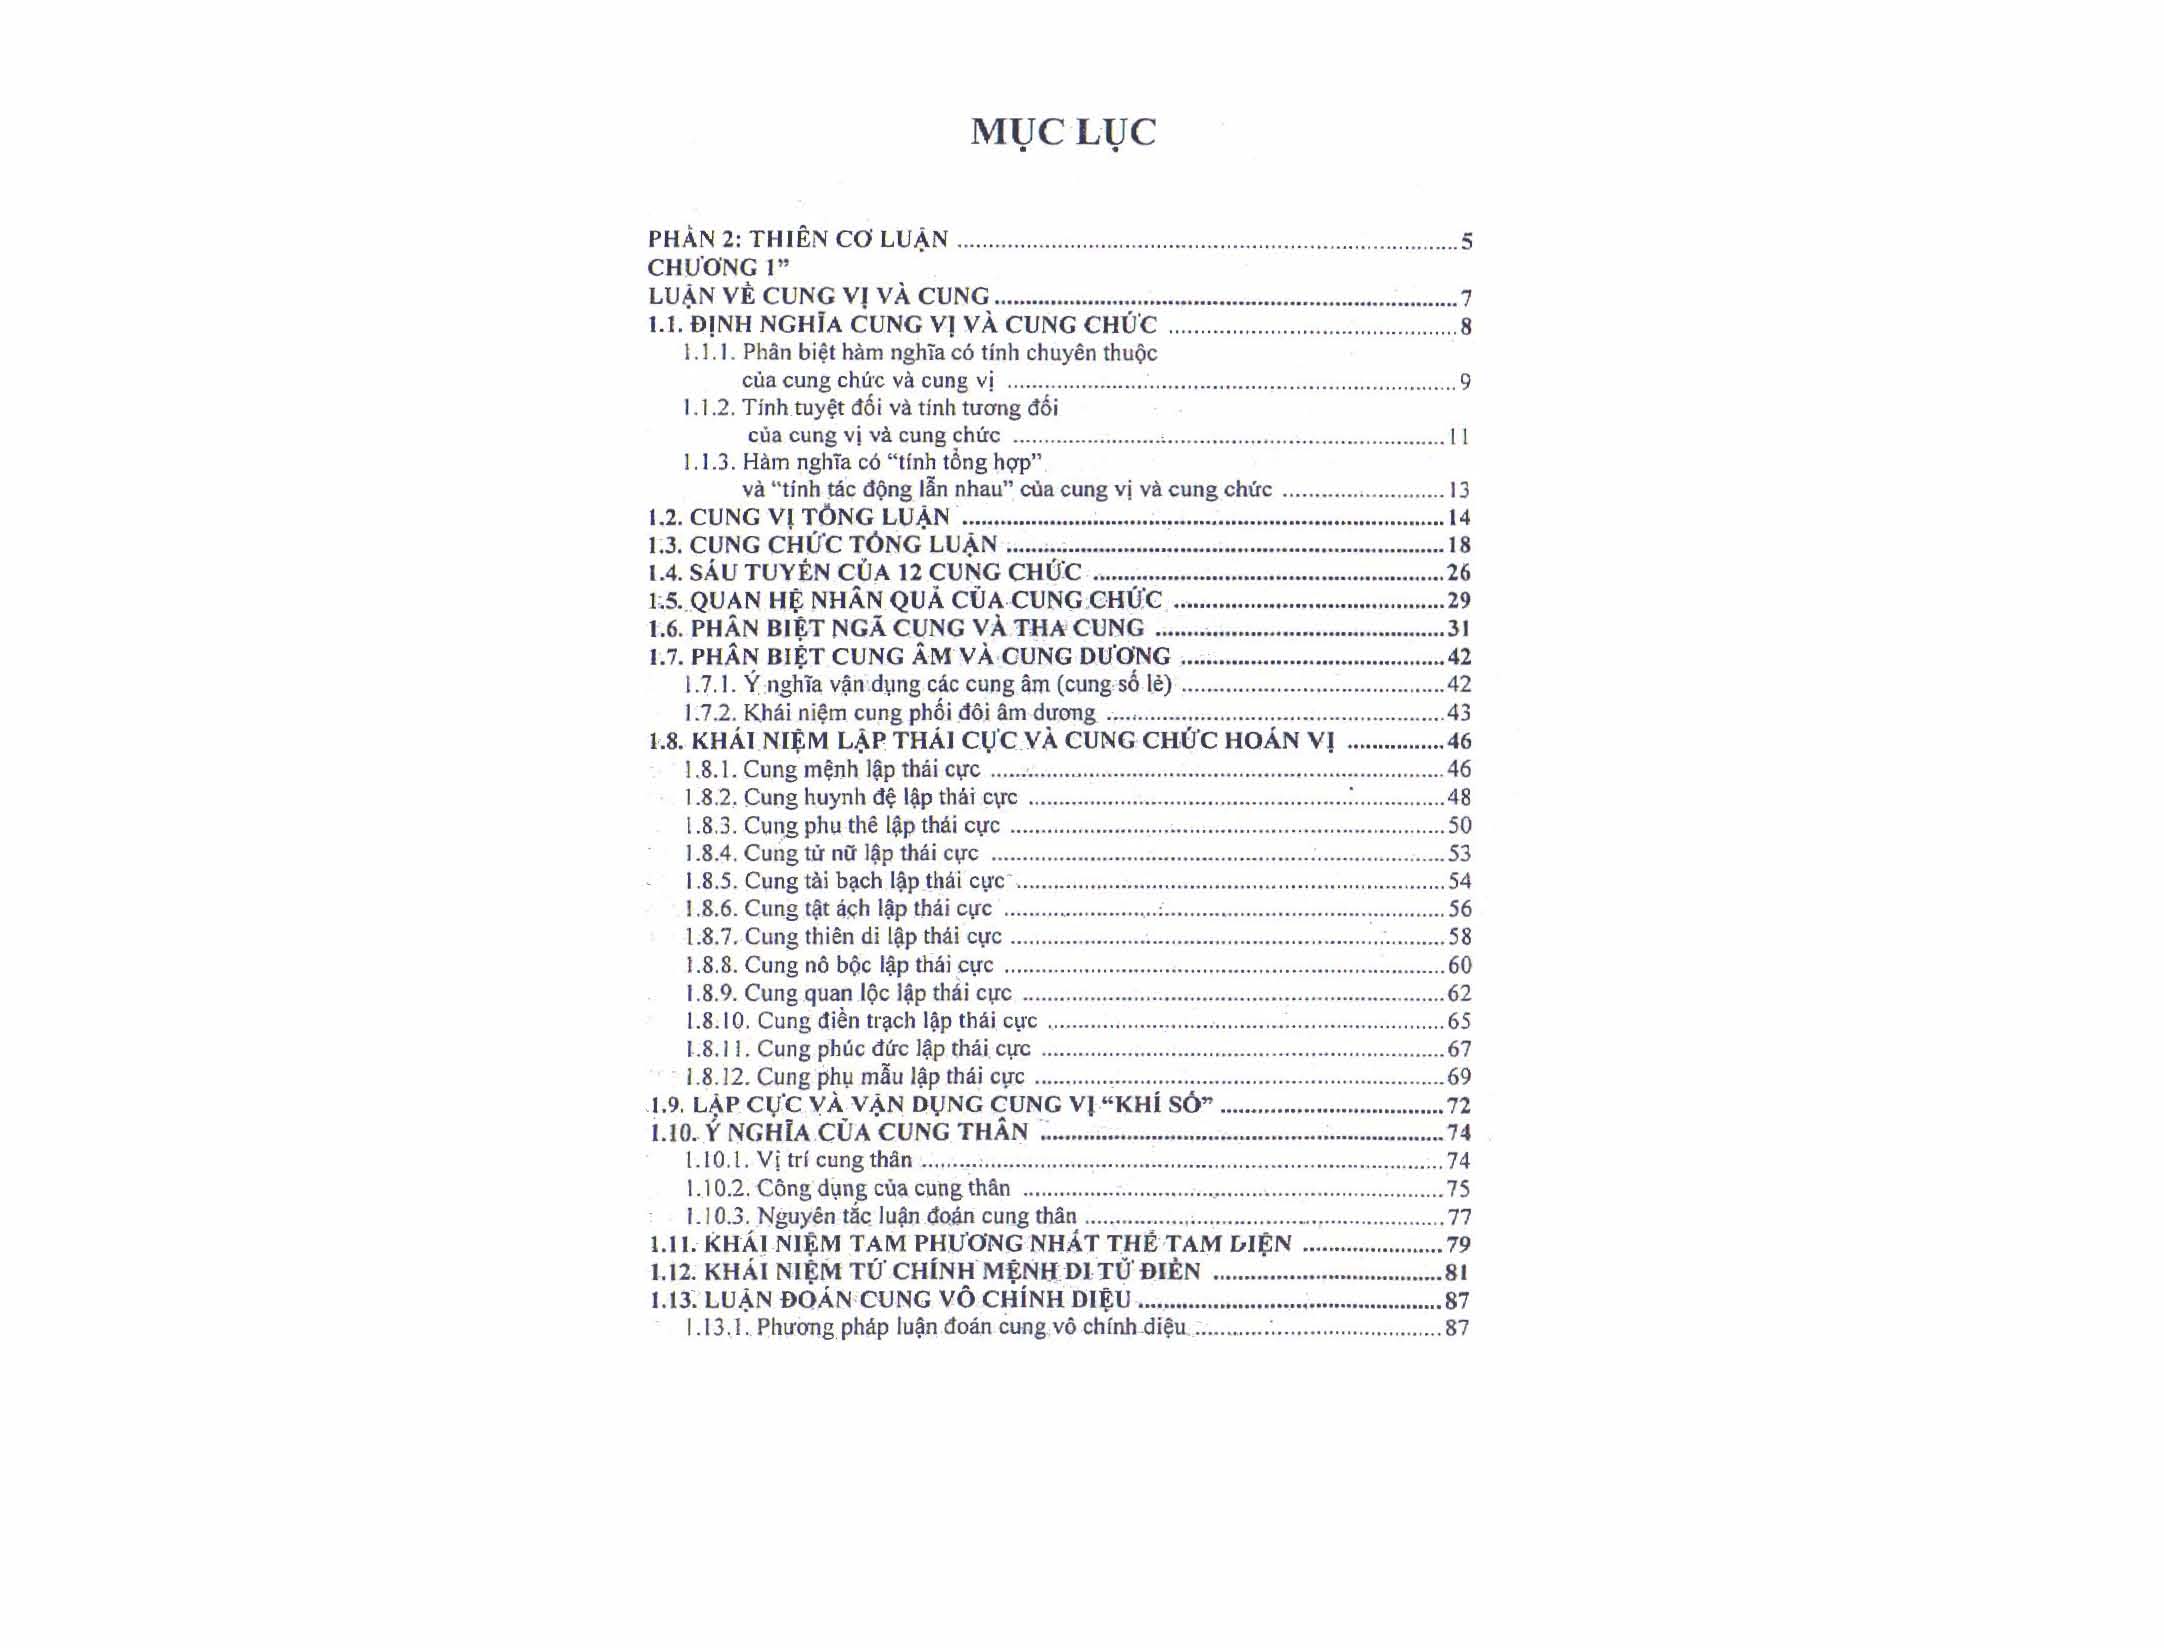 MỤC LỤC
PHẦN 2: THIÊN CƠ LUẬN ........ 5
CHƯƠNG 1”
LUẬN VỀ CUNG VỊ VÀ CUNG ........ 7
1.1. ĐỊNH NGHĨA CUNG VỊ VÀ CUNG CHỨC ........ 8
1.1.1. Phân biệt hàm nghĩa có tính chuyên thuộc
của cung chức và cung vị ........ 9
1.1.2. Tính tuyệt đối và tính tương đối
của cung vị và cung chức ........ 11
1.1.3. Hàm nghĩa có “tính tổng hợp”
và “tính tác động lẫn nhau” của cung vị và cung chức ........ 13
1.2. CUNG VỊ TỔNG LUẬN ........ 14
1.3. CUNG CHỨC TỔNG LUẬN ........ 18
1.4. SÁU TUYẾN CỦA 12 CUNG CHỨC ........ 26
1.5. QUAN HỆ NHÂN QUẢ CỦA CUNG CHỨC ........ 29
1.6. PHÂN BIỆT NGÃ CUNG VÀ THA CUNG ........ 31
1.7. PHÂN BIỆT CUNG ÂM VÀ CUNG DƯƠNG ........ 42
1.7.1. Ý nghĩa vận dụng các cung âm (cung số lẻ) ........ 42
1.7.2. Khái niệm cung phối đôi âm dương ........ 43
1.8. KHÁI NIỆM LẬP THÁI CỰC VÀ CUNG CHỨC HOÁN VỊ ........ 46
1.8.1. Cung mệnh lập thái cực ........ 46
1.8.2. Cung huynh đệ lập thái cực ........ 48
1.8.3. Cung phu thê lập thái cực ........ 50
1.8.4. Cung tử nữ lập thái cực ........ 53
1.8.5. Cung tài bạch lập thái cực ........ 54
1.8.6. Cung tật ách lập thái cực ........ 56
1.8.7. Cung thiên di lập thái cực ........ 58
1.8.8. Cung nô bộc lập thái cực ........ 60
1.8.9. Cung quan lộc lập thái cực ........ 62
1.8.10. Cung điền trạch lập thái cực ........ 65
1.8.11. Cung phúc đức lập thái cực ........ 67
1.8.12. Cung phụ mẫu lập thái cực ........ 69
1.9. LẬP CỰC VÀ VẬN DỤNG CUNG VỊ “KHÍ SỐ” ........ 72
1.10. Ý NGHĨA CỦA CUNG THÂN ........ 74
1.10.1. Vị trí cung thân ........ 74
1.10.2. Công dụng của cung thân ........ 75
1.10.3. Nguyên tắc luận đoán cung thân ........ 77
1.11. KHÁI NIỆM TAM PHƯƠNG NHẤT THỂ TAM DIỆN ........ 79
1.12. KHÁI NIỆM TỨ CHÍNH MỆNH DI TỬ ĐIỀN ........ 81
1.13. LUẬN ĐOÁN CUNG VÔ CHÍNH DIỆU ........ 87
1.13.1. Phương pháp luận đoán cung vô chính diệu ........ 87